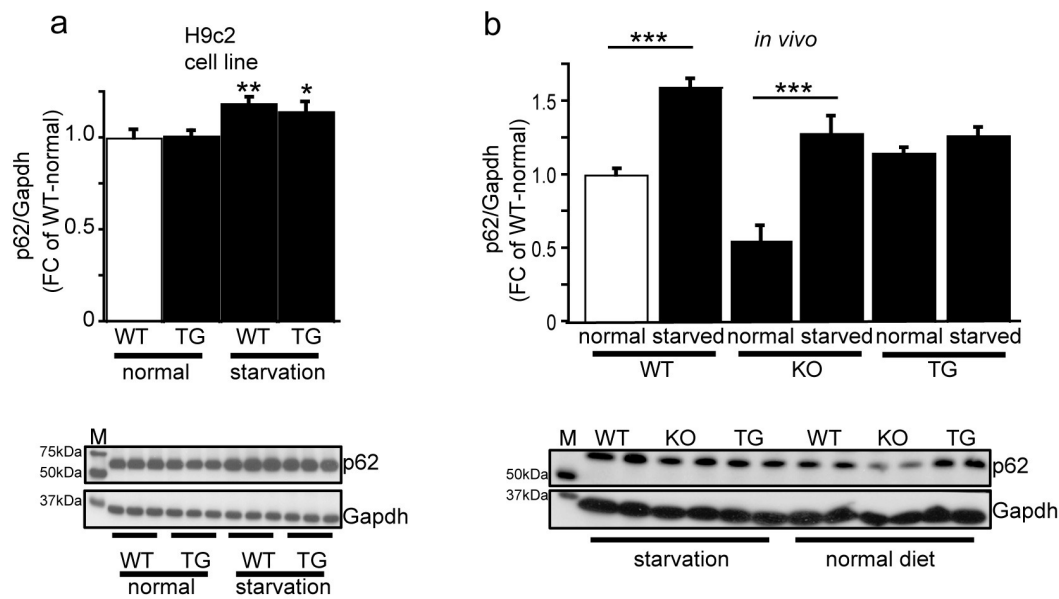 a
H9c2
cell line
** *
p62/Gapdh
(FC of WT-normal)
1.0
0.5
0
WT TG WT TG
normal starvation
M
75kDa
50kDa
p62
37kDa
Gapdh
WT TG WT TG
normal starvation
b
in vivo
*** ***
p62/Gapdh
(FC of WT-normal)
1.5
1.0
0.5
0
normal starved normal starved normal starved
WT KO TG
M WT KO TG WT KO TG
50kDa
p62
37kDa
Gapdh
starvation normal diet